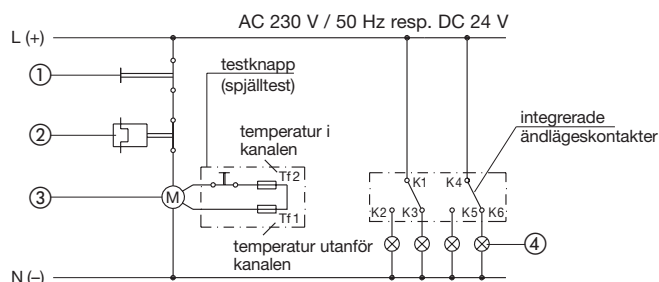 AC 230 V / 50 Hz resp. DC 24 V
L (+)
1
testknapp
(spjälltest)
integrerade
ändlägeskontakter
2
temperatur i
kanalen
Tf2
K1
K4
3
M
K2
K3
K5
K6
Tf1
temperatur utanför
kanalen
4
N (–)